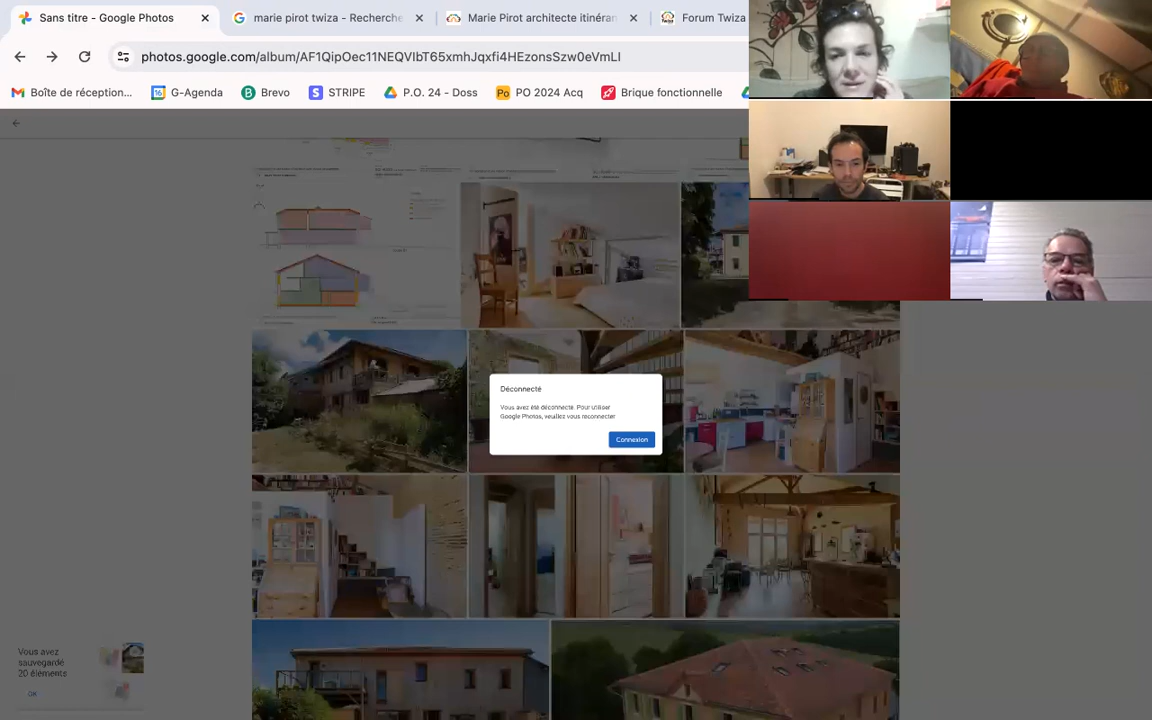 Sans titre - Google Photos
marie pirot twiza - Recherche
Marie Pirot architecte itinéran
Forum Twiza
photos.google.com/album/AF1QipOec11NEQVIbT65xmhJqxfi4HEzonsSzw0eVmLI
Boîte de réception...
G-Agenda
Brevo
STRIPE
P.O. 24 - Doss
PO 2024 Acq
Brique fonctionnelle
Déconnecté
Vous avez été déconnecté. Pour utiliser
Google Photos, veuillez vous reconnecter
Connexion
Vous avez
sauvegardé
20 éléments
OK